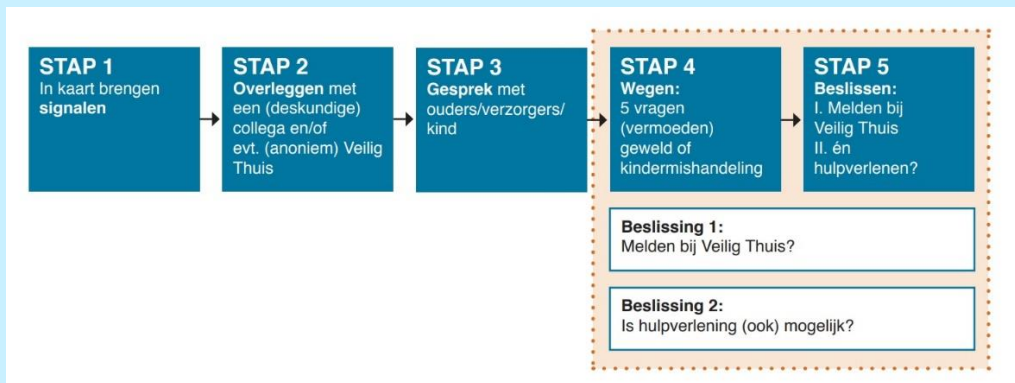 STAP 1
In kaart brengen
signalen
STAP 2
Overleggen met
een (deskundige)
collega en/of
evt. (anoniem) Veilig
Thuis
STAP 3
Gesprek met
ouders/verzorgers/
kind
STAP 4
Wegen:
5 vragen
(vermoeden)
geweld of
kindermishandeling
STAP 5
Beslissen:
I. Melden bij
Veilig Thuis
II. én
hulpverlenen?
Beslissing 1:
Melden bij Veilig Thuis?
Beslissing 2:
Is hulpverlening (ook) mogelijk?